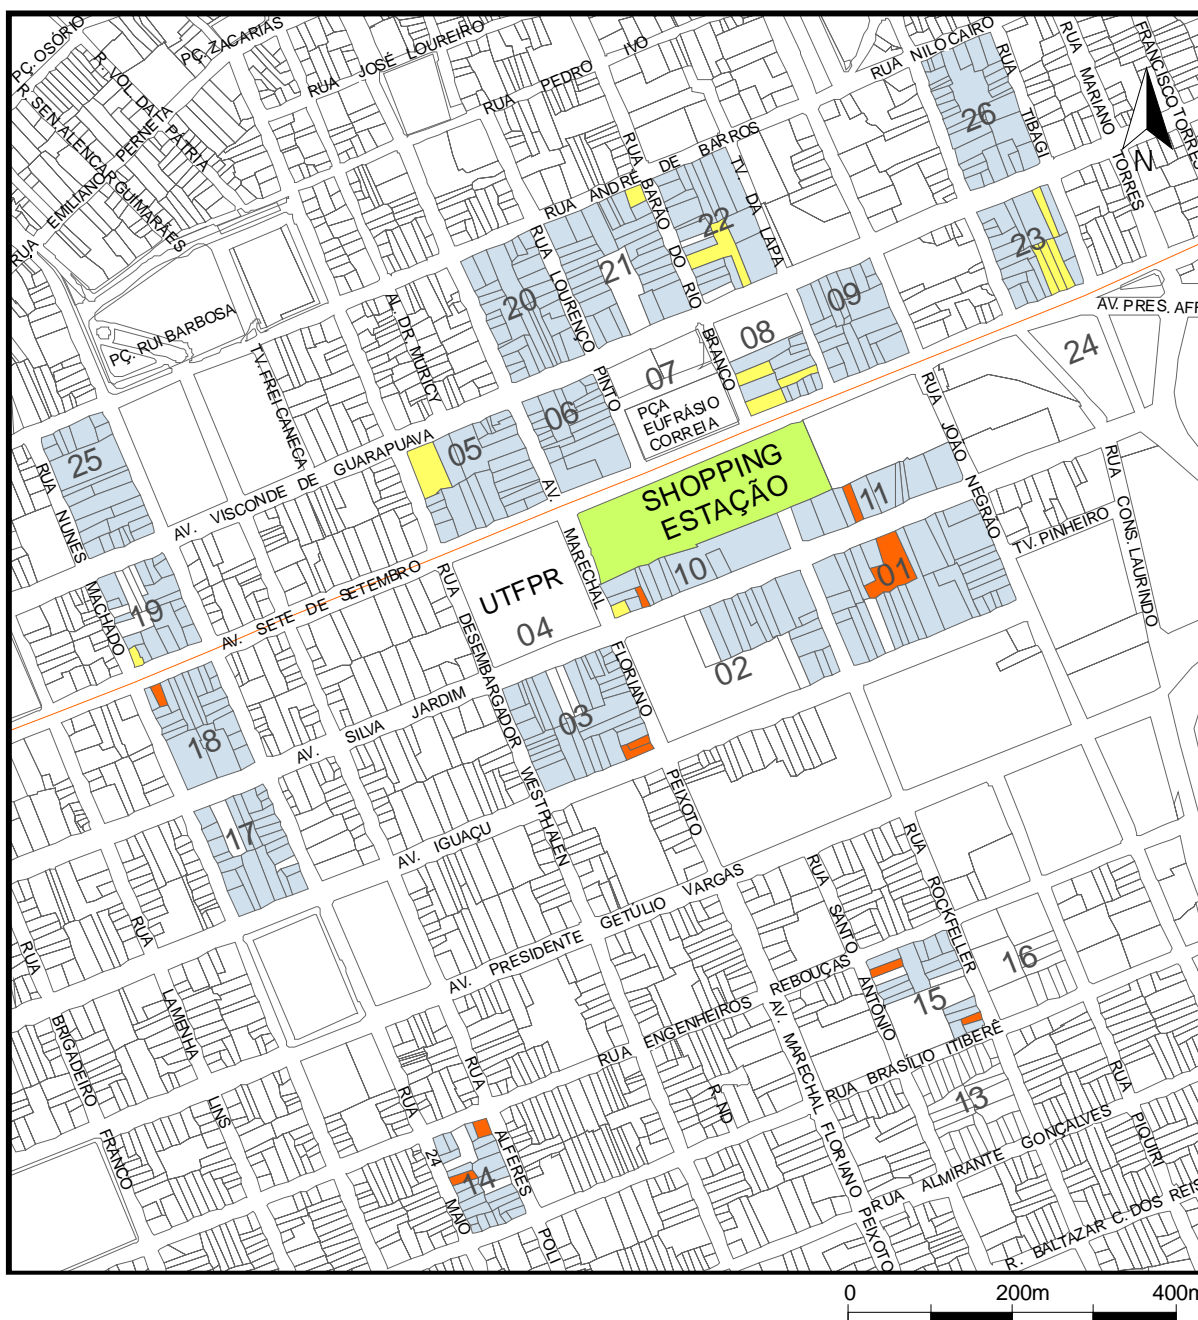 PÇ. OSÓRIO
PÇ. ZACARIAS
RUA JOSÉ LOUREIRO
RUA PEDRO IVO
RUA NILO CAIRO
RUA TIBAGI
RUA MARIANO TORRES
FRANCISCO TORRES
R. VOL DA PÁTRIA
R. SEN ALENCAR GUIMARÃES
RUA EMILIANO PERNETA
RUA BARÃO DO RIO BRANCO
RUA ANDRÉ DE BARROS
TV. DA LAPA
N
26
23
22
21
20
09
08
07
06
05
24
25
RUA LOURENÇO PINTO
AL. DR. MURICY
PÇ. RUI BARBOSA
TV. FREI CANECA
AV. PRES. AFF
PÇA
EUFRÁSIO
CORREIA
AV. VISCONDE DE GUARAPUAVA
RUA NUNES MACHADO
SHOPPING
ESTAÇÃO
RUA JOÃO NEGRÃO
RUA CONS. LAURINDO
TV. PINHEIRO
AV. MARECHAL FLORIANO PEIXOTO
UTFPR
04
11
10
01
02
03
19
18
17
AV. SETE DE SETEMBRO
RUA DESEMBARGADOR WESTPHALEN
AV. SILVA JARDIM
AV. IGUAÇU
AV. PRESIDENTE GETÚLIO VARGAS
RUA SANTO ANTÔNIO
RUA ROCKFELLER
16
15
13
14
RUA ENGENHEIROS REBOUÇAS
RUA BRASÍLIO ITIBERÊ
AV. MARECHAL FLORIANO PEIXOTO
RUA ALMIRANTE GONÇALVES
RUA PIQUIRI
R. BALTAZAR C. DOS REIS
R. ND
RUA ALFERES POLI
RUA 24 MAIO
RUA LAMENHA LINS
RUA BRIGADEIRO FRANCO
0 200m 400m